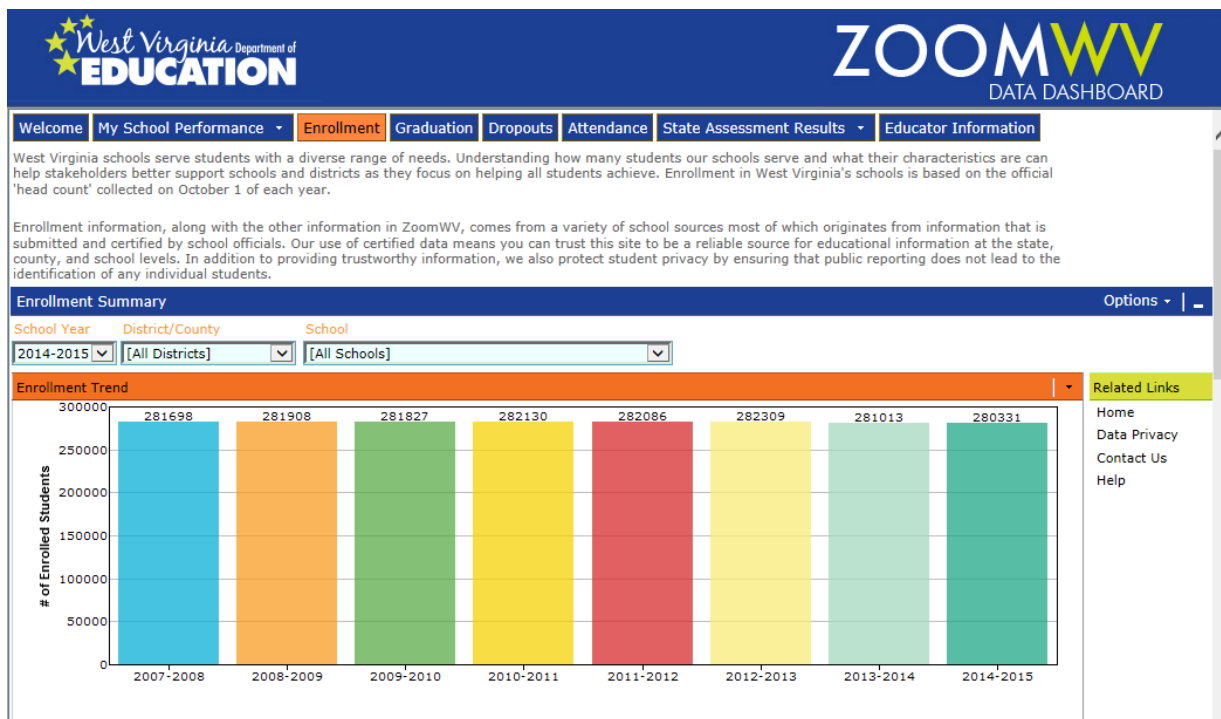 West Virginia Department of
EDUCATION
ZOOMWV
DATA DASHBOARD
Welcome My School Performance Enrollment Graduation Dropouts Attendance State Assessment Results Educator Information
West Virginia schools serve students with a diverse range of needs. Understanding how many students our schools serve and what their characteristics are can
help stakeholders better support schools and districts as they focus on helping all students achieve. Enrollment in West Virginia's schools is based on the official
'head count' collected on October 1 of each year.
Enrollment information, along with the other information in ZoomWV, comes from a variety of school sources most of which originates from information that is
submitted and certified by school officials. Our use of certified data means you can trust this site to be a reliable source for educational information at the state,
county, and school levels. In addition to providing trustworthy information, we also protect student privacy by ensuring that public reporting does not lead to the
identification of any individual students.
Enrollment Summary Options
School Year District/County School
2014-2015 [All Districts] [All Schools]
Enrollment Trend
Related Links
Home
Data Privacy
Contact Us
Help
# of Enrolled Students
300000
250000
200000
150000
100000
50000
0
281698 281908 281827 282130 282086 282309 281013 280331
2007-2008 2008-2009 2009-2010 2010-2011 2011-2012 2012-2013 2013-2014 2014-2015